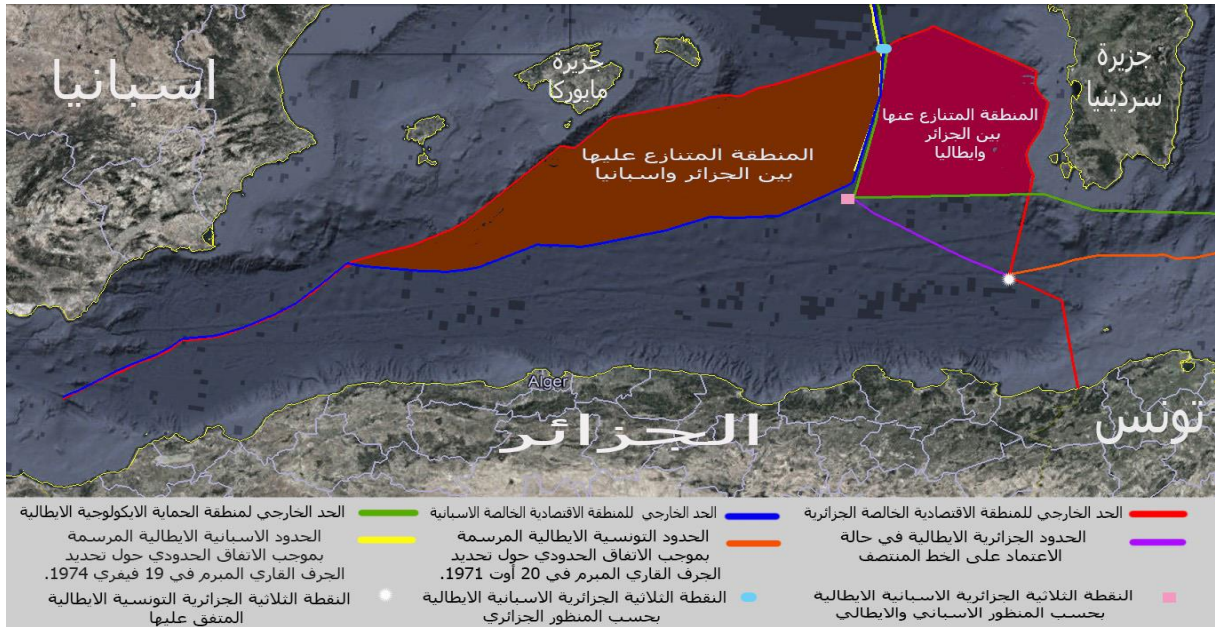 اسبانيا
جزيرة
مايوركا
جزيرة
سردينيا
المنطقة المتنازع عنها
بين الجزائر
وايطاليا
المنطقة المتنازع عليها
بين الجزائر واسبانيا
Alger
الجزائر
تونس
الحد الخارجي للمنطقة الاقتصادية الخالصة الجزائرية
الحد الخارجي للمنطقة الاقتصادية الخالصة الاسبانية
الحد الخارجي لمنطقة الحماية الايكولوجية الايطالية
الحدود الجزائرية الايطالية في حالة
الاعتماد على الخط المنتصف
الحدود التونسية الايطالية المرسمة
بموجب الاتفاق الحدودي حول تحديد
الجرف القاري المبرم في 20 أوت 1971.
الحدود الاسبانية الايطالية المرسمة
بموجب الاتفاق الحدودي حول تحديد
الجرف القاري المبرم في 19 فيفري 1974.
النقطة الثلاثية الجزائرية الاسبانية الايطالية
بحسب المنظور الاسباني والايطالي
النقطة الثلاثية الجزائرية الاسبانية الايطالية
بحسب المنظور الجزائري
النقطة الثلاثية الجزائرية التونسية الايطالية
المتفق عليها